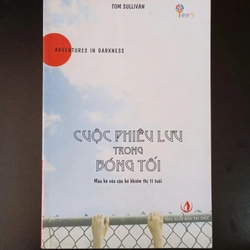 TOM SULLIVAN
Teen
ADVENTURES IN DARKNESS
CUỘC PHIÊU LƯU
TRONG
BÓNG TỐI
Mùa hè của cậu bé khiếm thị 11 tuổi